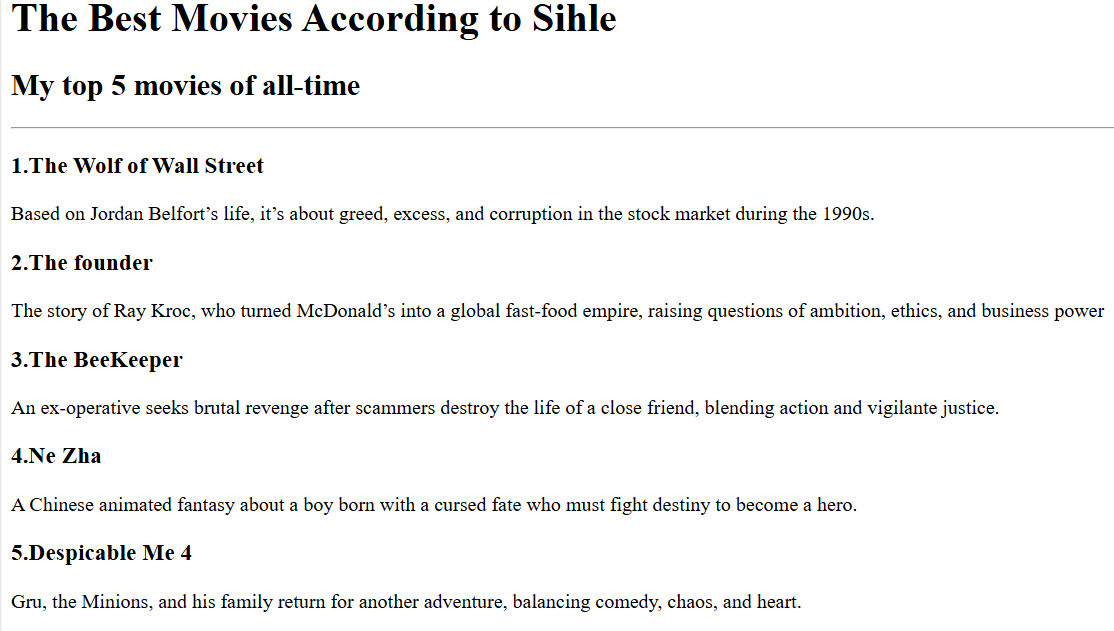 The Best Movies According to Sihle
My top 5 movies of all-time
1.The Wolf of Wall Street
Based on Jordan Belfort’s life, it’s about greed, excess, and corruption in the stock market during the 1990s.
2.The founder
The story of Ray Kroc, who turned McDonald’s into a global fast-food empire, raising questions of ambition, ethics, and business power
3.The BeeKeeper
An ex-operative seeks brutal revenge after scammers destroy the life of a close friend, blending action and vigilante justice.
4.Ne Zha
A Chinese animated fantasy about a boy born with a cursed fate who must fight destiny to become a hero.
5.Despicable Me 4
Gru, the Minions, and his family return for another adventure, balancing comedy, chaos, and heart.